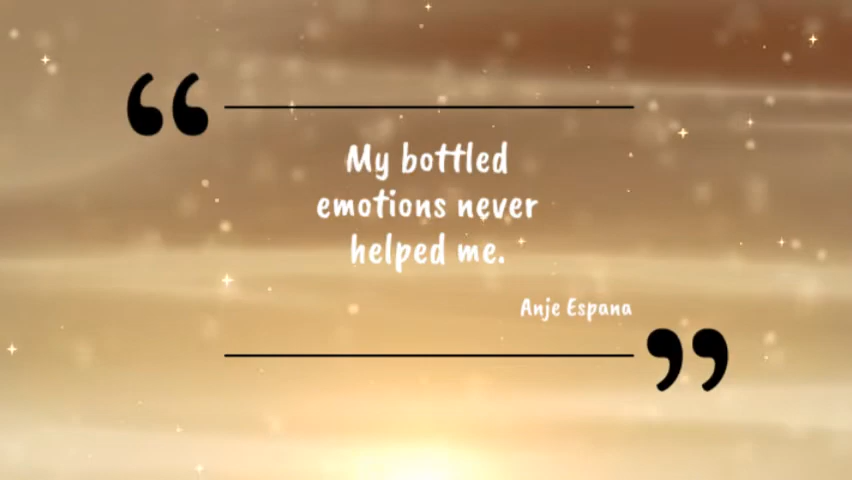 “
My bottled
emotions never
helped me.
Anje Espana
”